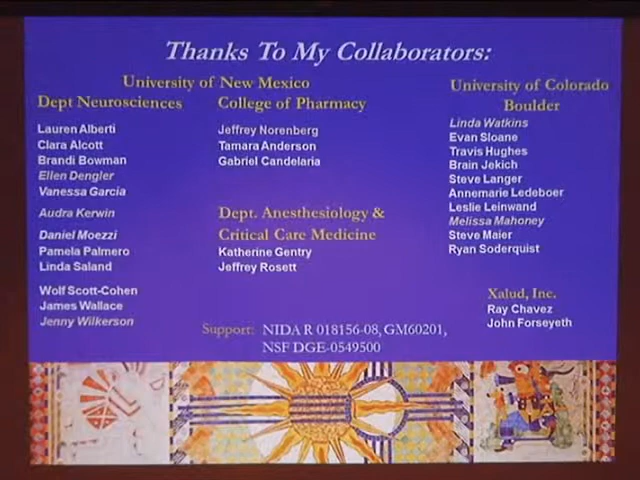 Thanks To My Collaborators:
University of New Mexico
Dept Neurosciences
Lauren Alberti
Clara Alcott
Brandi Bowman
Ellen Dengler
Vanessa Garcia
Audra Kerwin
Daniel Moezzi
Pamela Palmero
Linda Saland
Wolf Scott-Cohen
James Wallace
Jenny Wilkerson
College of Pharmacy
Jeffrey Norenberg
Tamara Anderson
Gabriel Candelaria
Dept. Anesthesiology &
Critical Care Medicine
Katherine Gentry
Jeffrey Rosett
University of Colorado
Boulder
Linda Watkins
Evan Sloane
Travis Hughes
Brain Jekich
Steve Langer
Annemarie Ledeboer
Leslie Leinwand
Melissa Mahoney
Steve Maier
Ryan Soderquist
Xalud, Inc.
Ray Chavez
John Forseyeth
Support: NIDA R 018156-08, GM60201,
NSF DGE-0549500